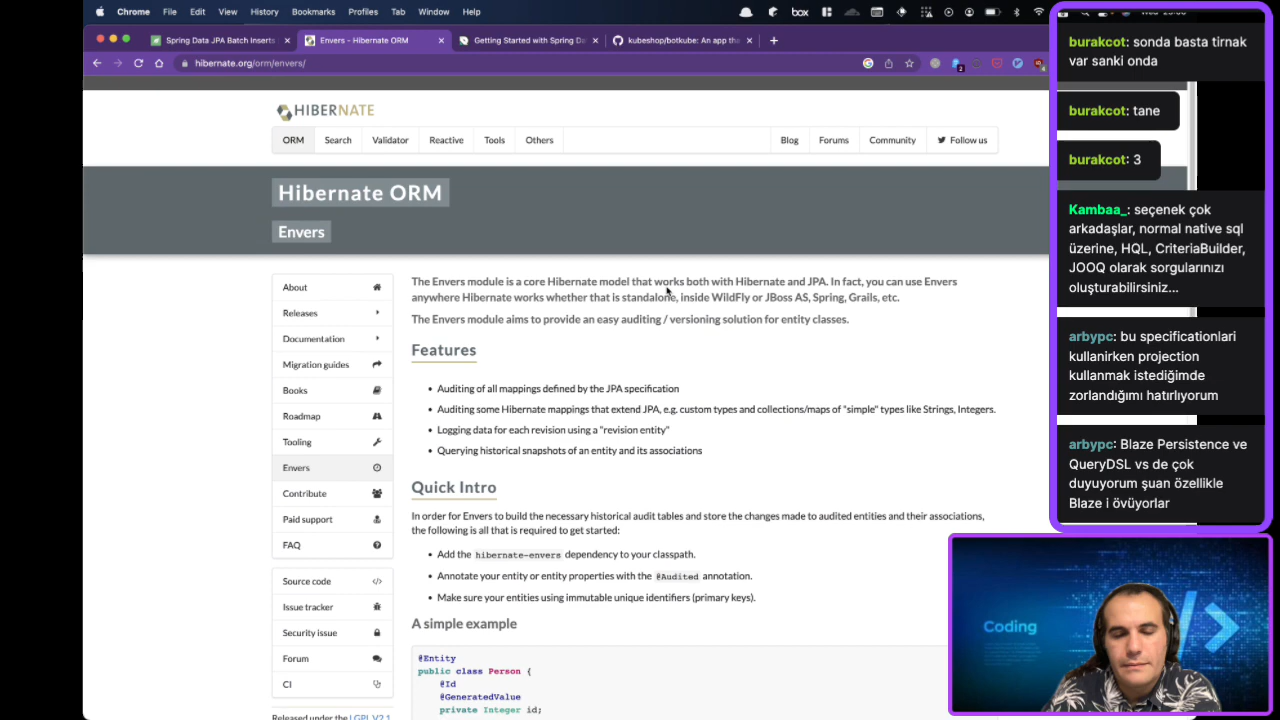 Chrome File Edit View History Bookmarks Profiles Tab Window Help
box
Spring Data JPA Batch Inserts
Envers - Hibernate ORM
Getting Started with Spring Da
kubeshop/botkube: An app tha
hibernate.org/orm/envers/
HIBERNATE
ORM Search Validator Reactive Tools Others Blog Forums Community Follow us
Hibernate ORM
Envers
About
Releases
Documentation
Migration guides
Books
Roadmap
Tooling
Envers
Contribute
Paid support
FAQ
Source code
Issue tracker
Security issue
Forum
CI
Released under the LGPL V2.1
The Envers module is a core Hibernate model that works both with Hibernate and JPA. In fact, you can use Envers
anywhere Hibernate works whether that is standalone, inside WildFly or JBoss AS, Spring, Grails, etc.
The Envers module aims to provide an easy auditing / versioning solution for entity classes.
Features
• Auditing of all mappings defined by the JPA specification
• Auditing some Hibernate mappings that extend JPA, e.g. custom types and collections/maps of "simple" types like Strings, Integers.
• Logging data for each revision using a "revision entity"
• Querying historical snapshots of an entity and its associations
Quick Intro
In order for Envers to build the necessary historical audit tables and store the changes made to audited entities and their associations,
the following is all that is required to get started:
• Add the hibernate-envers dependency to your classpath.
• Annotate your entity or entity properties with the @Audited annotation.
• Make sure your entities using immutable unique identifiers (primary keys).
A simple example
@Entity
public class Person {
@Id
@GeneratedValue
private Integer id;
burakcot: sonda basta tirnak
var sanki onda
burakcot: tane
burakcot: 3
Kambaa_: seçenek çok
arkadaşlar, normal native sql
üzerine, HQL, CriteriaBuilder,
JOOQ olarak sorgularınızı
oluşturabilirsiniz...
arbypc: bu specificationlari
kullanirken projection
kullanmak istediğimde
zorlandığımı hatırlıyorum
arbypc: Blaze Persistence ve
QueryDSL vs de çok
duyuyorum şuan özellikle
Blaze i övüyorlar
Coding